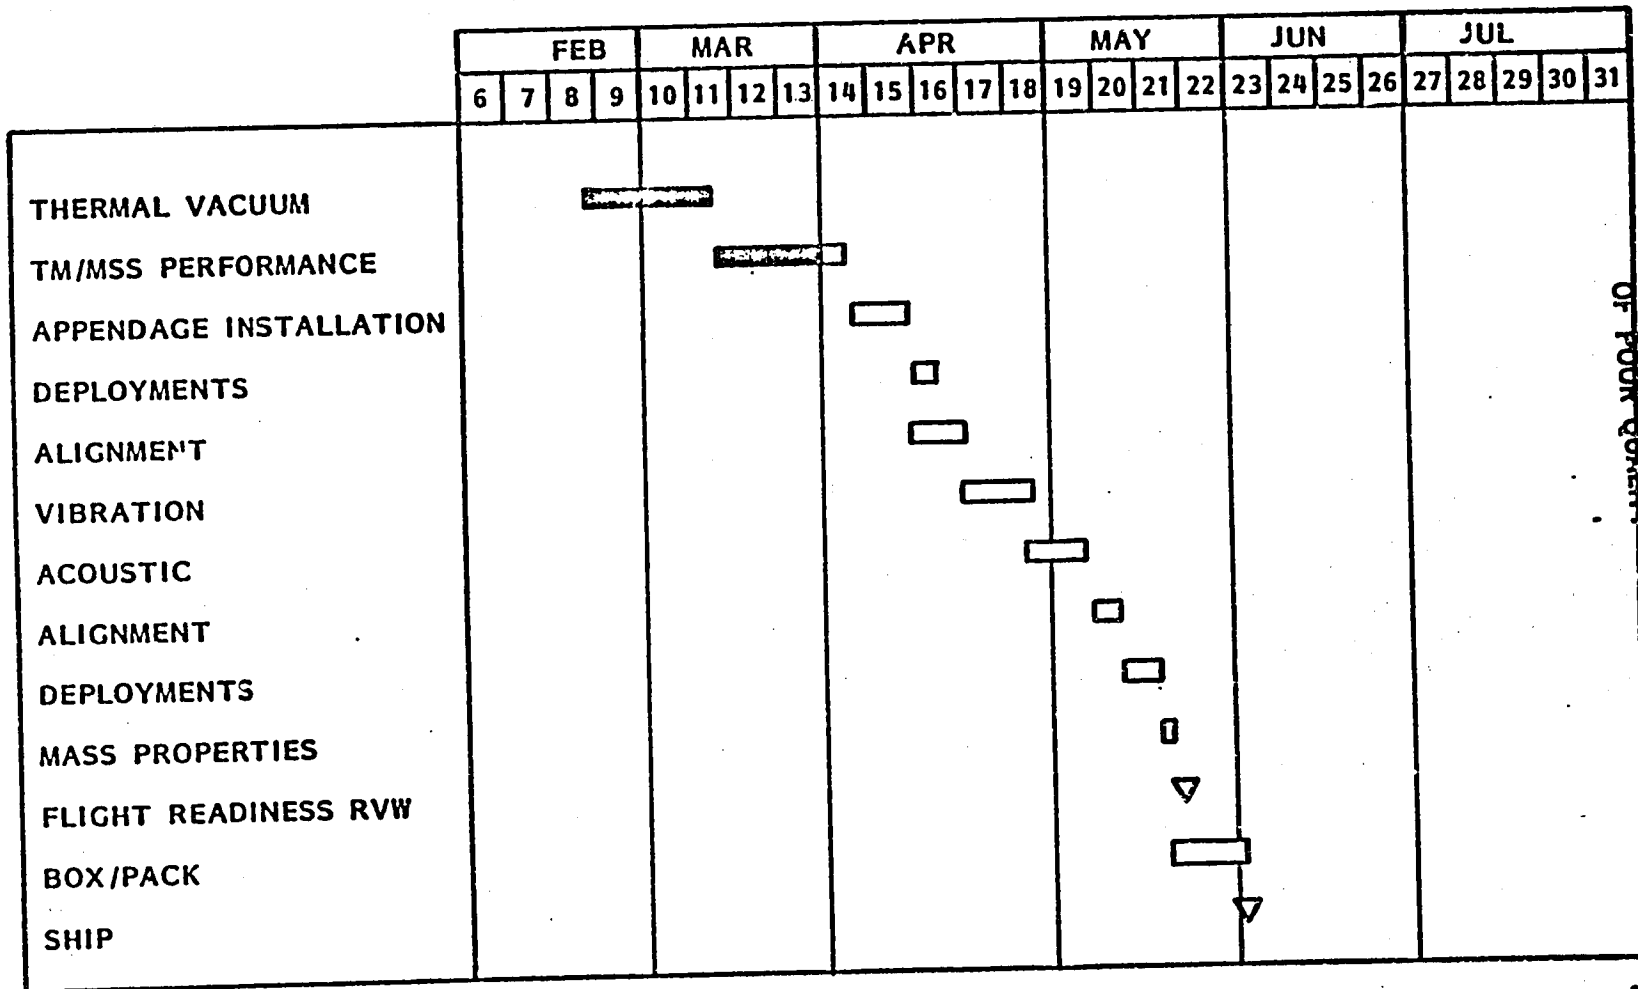 FEB MAR APR MAY JUN JUL
6 7 8 9 10 11 12 13 14 15 16 17 18 19 20 21 22 23 24 25 26 27 28 29 30 31
THERMAL VACUUM
TM/MSS PERFORMANCE
APPENDAGE INSTALLATION
DEPLOYMENTS
ALIGNMENT
VIBRATION
ACOUSTIC
ALIGNMENT
DEPLOYMENTS
MASS PROPERTIES
FLIGHT READINESS RVW
BOX/PACK
SHIP
OF POOR